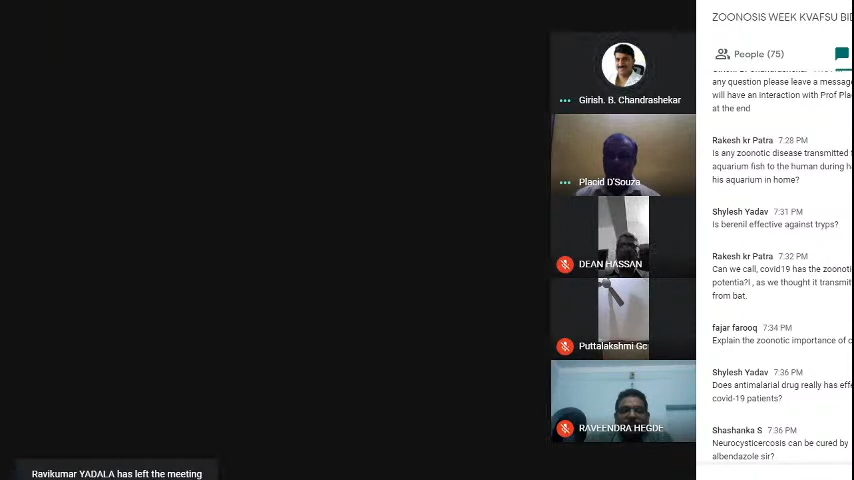 ZOONOSIS WEEK KVAFSU BID
People (75)
any question please leave a message
will have an interaction with Prof Pla
at the end
Rakesh kr Patra 7:28 PM
Is any zoonotic disease transmitted f
aquarium fish to the human during h
his aquarium in home?
Shylesh Yadav 7:31 PM
Is berenil effective against tryps?
Rakesh kr Patra 7:32 PM
Can we call, covid19 has the zoonoti
potentia?l , as we thought it transmit
from bat.
fajar farooq 7:34 PM
Explain the zoonotic importance of c
Shylesh Yadav 7:36 PM
Does antimalarial drug really has effe
covid-19 patients?
Shashanka S 7:36 PM
Neurocysticercosis can be cured by
albendazole sir?
Girish. B. Chandrashekar
Placid D'Souza
DEAN HASSAN
Puttalakshmi Gc
RAVEENDRA HEGDE
Ravikumar YADALA has left the meeting